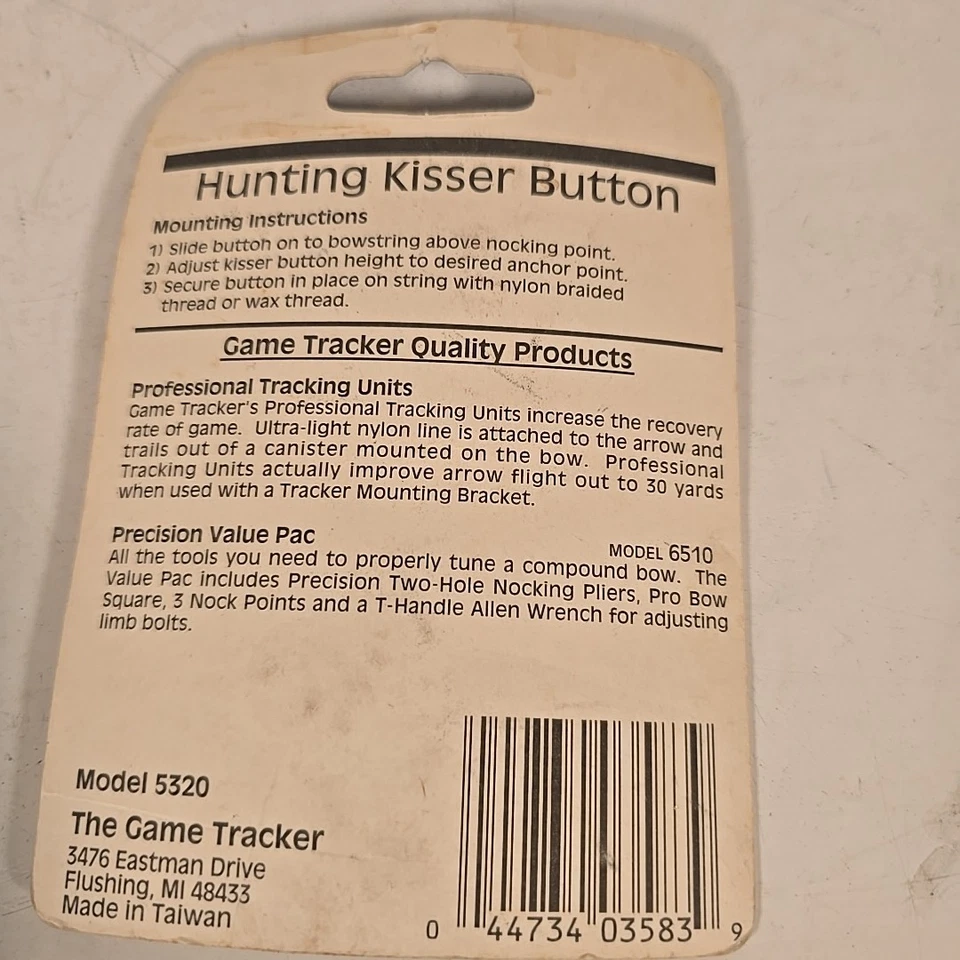 Hunting Kisser Button
Mounting Instructions
1) Slide button on to bowstring above nocking point.
2) Adjust kisser button height to desired anchor point.
3) Secure button in place on string with nylon braided
thread or wax thread.
Game Tracker Quality Products
Professional Tracking Units
Game Tracker's Professional Tracking Units increase the recovery
rate of game. Ultra-light nylon line is attached to the arrow and
trails out of a canister mounted on the bow. Professional
Tracking Units actually improve arrow flight out to 30 yards
when used with a Tracker Mounting Bracket.
Precision Value Pac
MODEL 6510
All the tools you need to properly tune a compound bow. The
Value Pac includes Precision Two-Hole Nocking Pliers, Pro Bow
Square, 3 Nock Points and a T-Handle Allen Wrench for adjusting
limb bolts.
Model 5320
The Game Tracker
3476 Eastman Drive
Flushing, MI 48433
Made in Taiwan
0 44734 03583 9